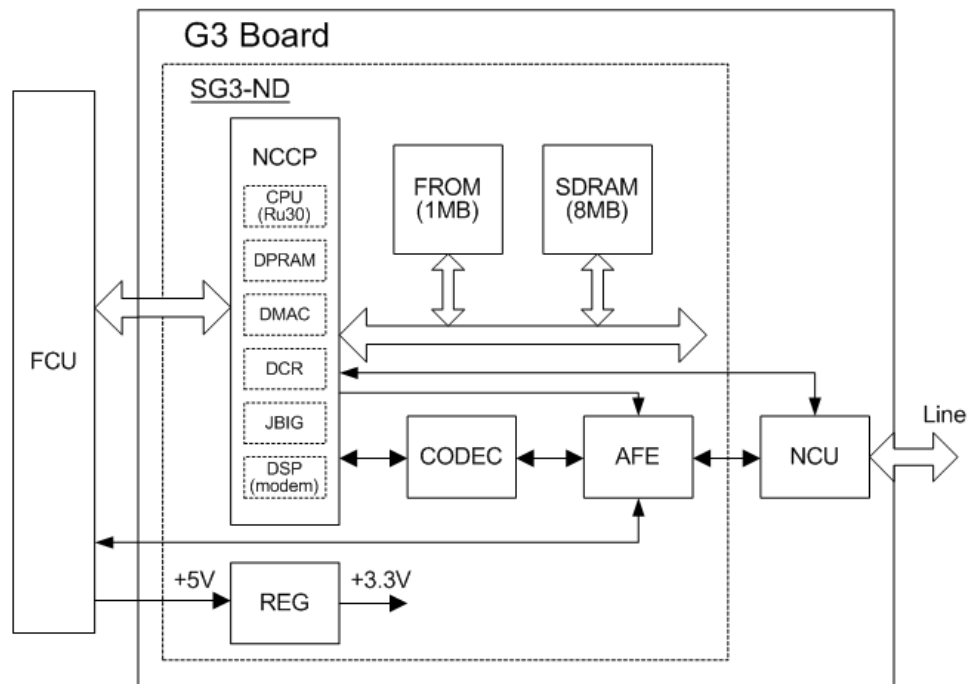 G3 Board
SG3-ND
NCCP
CPU
(Ru30)
DPRAM
DMAC
DCR
JBIG
DSP
(modem)
FROM
(1MB)
SDRAM
(8MB)
FCU
CODEC
AFE
NCU
Line
+5V
REG
+3.3V